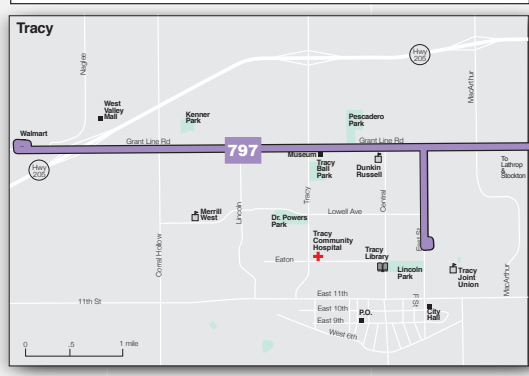 Tracy
Hwy
205
Naglee
MacArthur
West
Valley
Mall
Kenner
Park
Pescadero
Park
Walmart
Grant Line Rd
797
Grant Line Rd
Museum
Hwy
205
Tracy
Ball
Park
Dunkin
Russell
To
Lathrop
&
Stockton
Corral Hollow
Lincoln
Tracy
Central
Merrill
West
Dr. Powers
Park
Lowell Ave
East St
Tracy
Community
Hospital
Tracy
Library
Eaton
Lincoln
Park
Tracy
Joint
Union
MacArthur
11th St
East 11th
F St
East 10th
East 9th
P.O.
City
Hall
West 6th
0 .5 1 mile